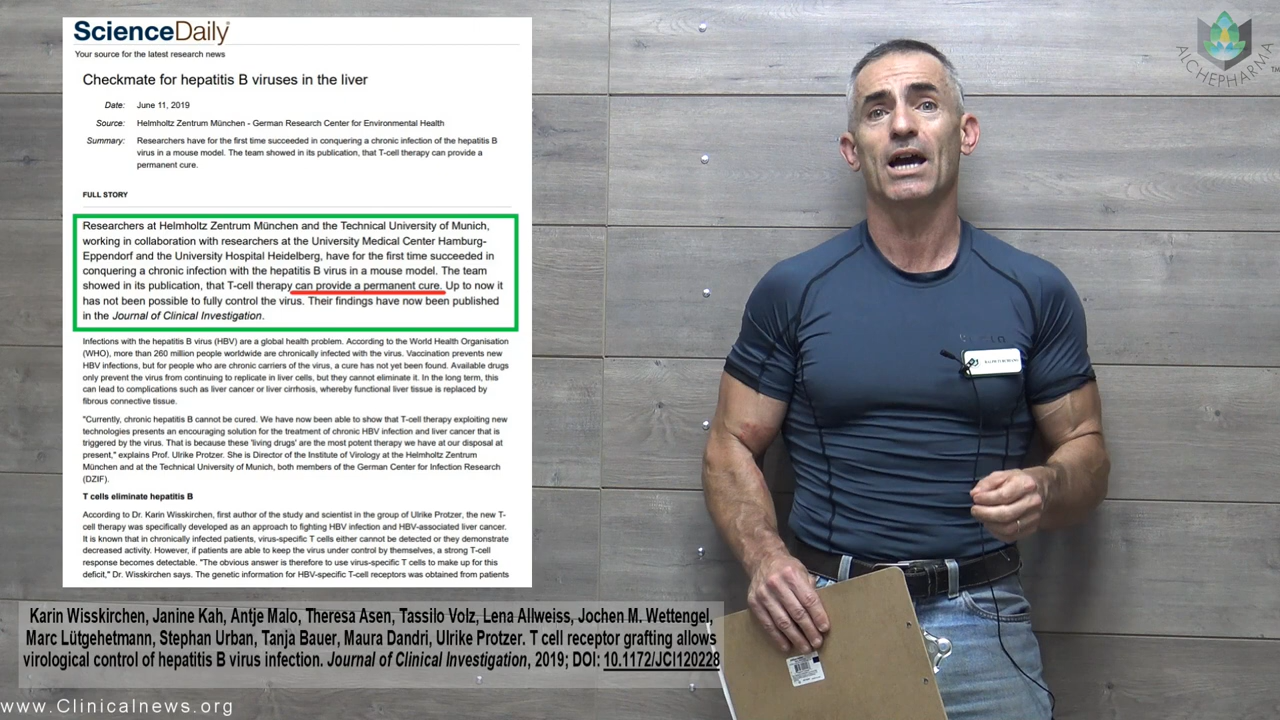 ScienceDaily
Your source for the latest research news
Checkmate for hepatitis B viruses in the liver
Date: June 11, 2019
Source: Helmholtz Zentrum München - German Research Center for Environmental Health
Summary: Researchers have for the first time succeeded in conquering a chronic infection of the hepatitis B
virus in a mouse model. The team showed in its publication, that T-cell therapy can provide a
permanent cure.
FULL STORY
Researchers at Helmholtz Zentrum München and the Technical University of Munich,
working in collaboration with researchers at the University Medical Center Hamburg-
Eppendorf and the University Hospital Heidelberg, have for the first time succeeded in
conquering a chronic infection with the hepatitis B virus in a mouse model. The team
showed in its publication, that T-cell therapy can provide a permanent cure. Up to now it
has not been possible to fully control the virus. Their findings have now been published
in the Journal of Clinical Investigation.
Infections with the hepatitis B virus (HBV) are a global health problem. According to the World Health Organisation
(WHO), more than 260 million people worldwide are chronically infected with the virus. Vaccination prevents new
HBV infections, but for people who are chronic carriers of the virus, a cure has not yet been found. Available drugs
only prevent the virus from continuing to replicate in liver cells, but they cannot eliminate it. In the long term, this
can lead to complications such as liver cancer or liver cirrhosis, whereby functional liver tissue is replaced by
fibrous connective tissue.
"Currently, chronic hepatitis B cannot be cured. We have now been able to show that T-cell therapy exploiting new
technologies presents an encouraging solution for the treatment of chronic HBV infection and liver cancer that is
triggered by the virus. That is because these 'living drugs' are the most potent therapy we have at our disposal at
present," explains Prof. Ulrike Protzer. She is Director of the Institute of Virology at the Helmholtz Zentrum
München and at the Technical University of Munich, both members of the German Center for Infection Research
(DZIF).
T cells eliminate hepatitis B
According to Dr. Karin Wisskirchen, first author of the study and scientist in the group of Ulrike Protzer, the new T-
cell therapy was specifically developed as an approach to fighting HBV infection and HBV-associated liver cancer.
It is known that in chronically infected patients, virus-specific T cells either cannot be detected or they demonstrate
decreased activity. However, if patients are able to keep the virus under control by themselves, a strong T-cell
response becomes detectable. "The obvious answer is therefore to use virus-specific T cells to make up for this
deficit," Dr. Wisskirchen says. The genetic information for HBV-specific T-cell receptors was obtained from patients
Karin Wisskirchen, Janine Kah, Antje Malo, Theresa Asen, Tassilo Volz, Lena Allweiss, Jochen M. Wettengel,
Marc Lütgehetmann, Stephan Urban, Tanja Bauer, Maura Dandri, Ulrike Protzer. T cell receptor grafting allows
virological control of hepatitis B virus infection. Journal of Clinical Investigation, 2019; DOI: 10.1172/JCI120228
www.Clinicalnews.org
ALCHEPHARMA TM